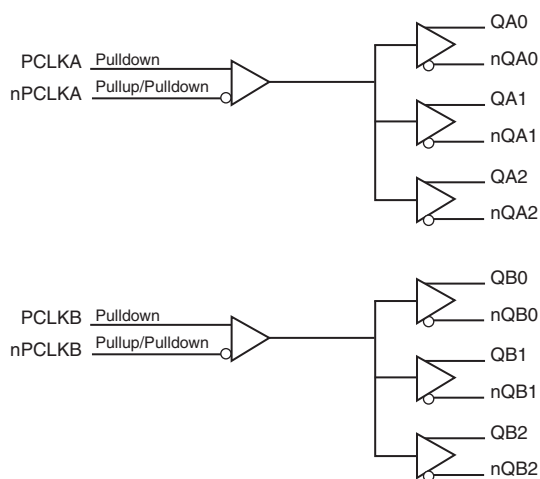 PCLKA Pulldown
nPCLKA Pullup/Pulldown
QA0
nQA0
QA1
nQA1
QA2
nQA2
PCLKB Pulldown
nPCLKB Pullup/Pulldown
QB0
nQB0
QB1
nQB1
QB2
nQB2